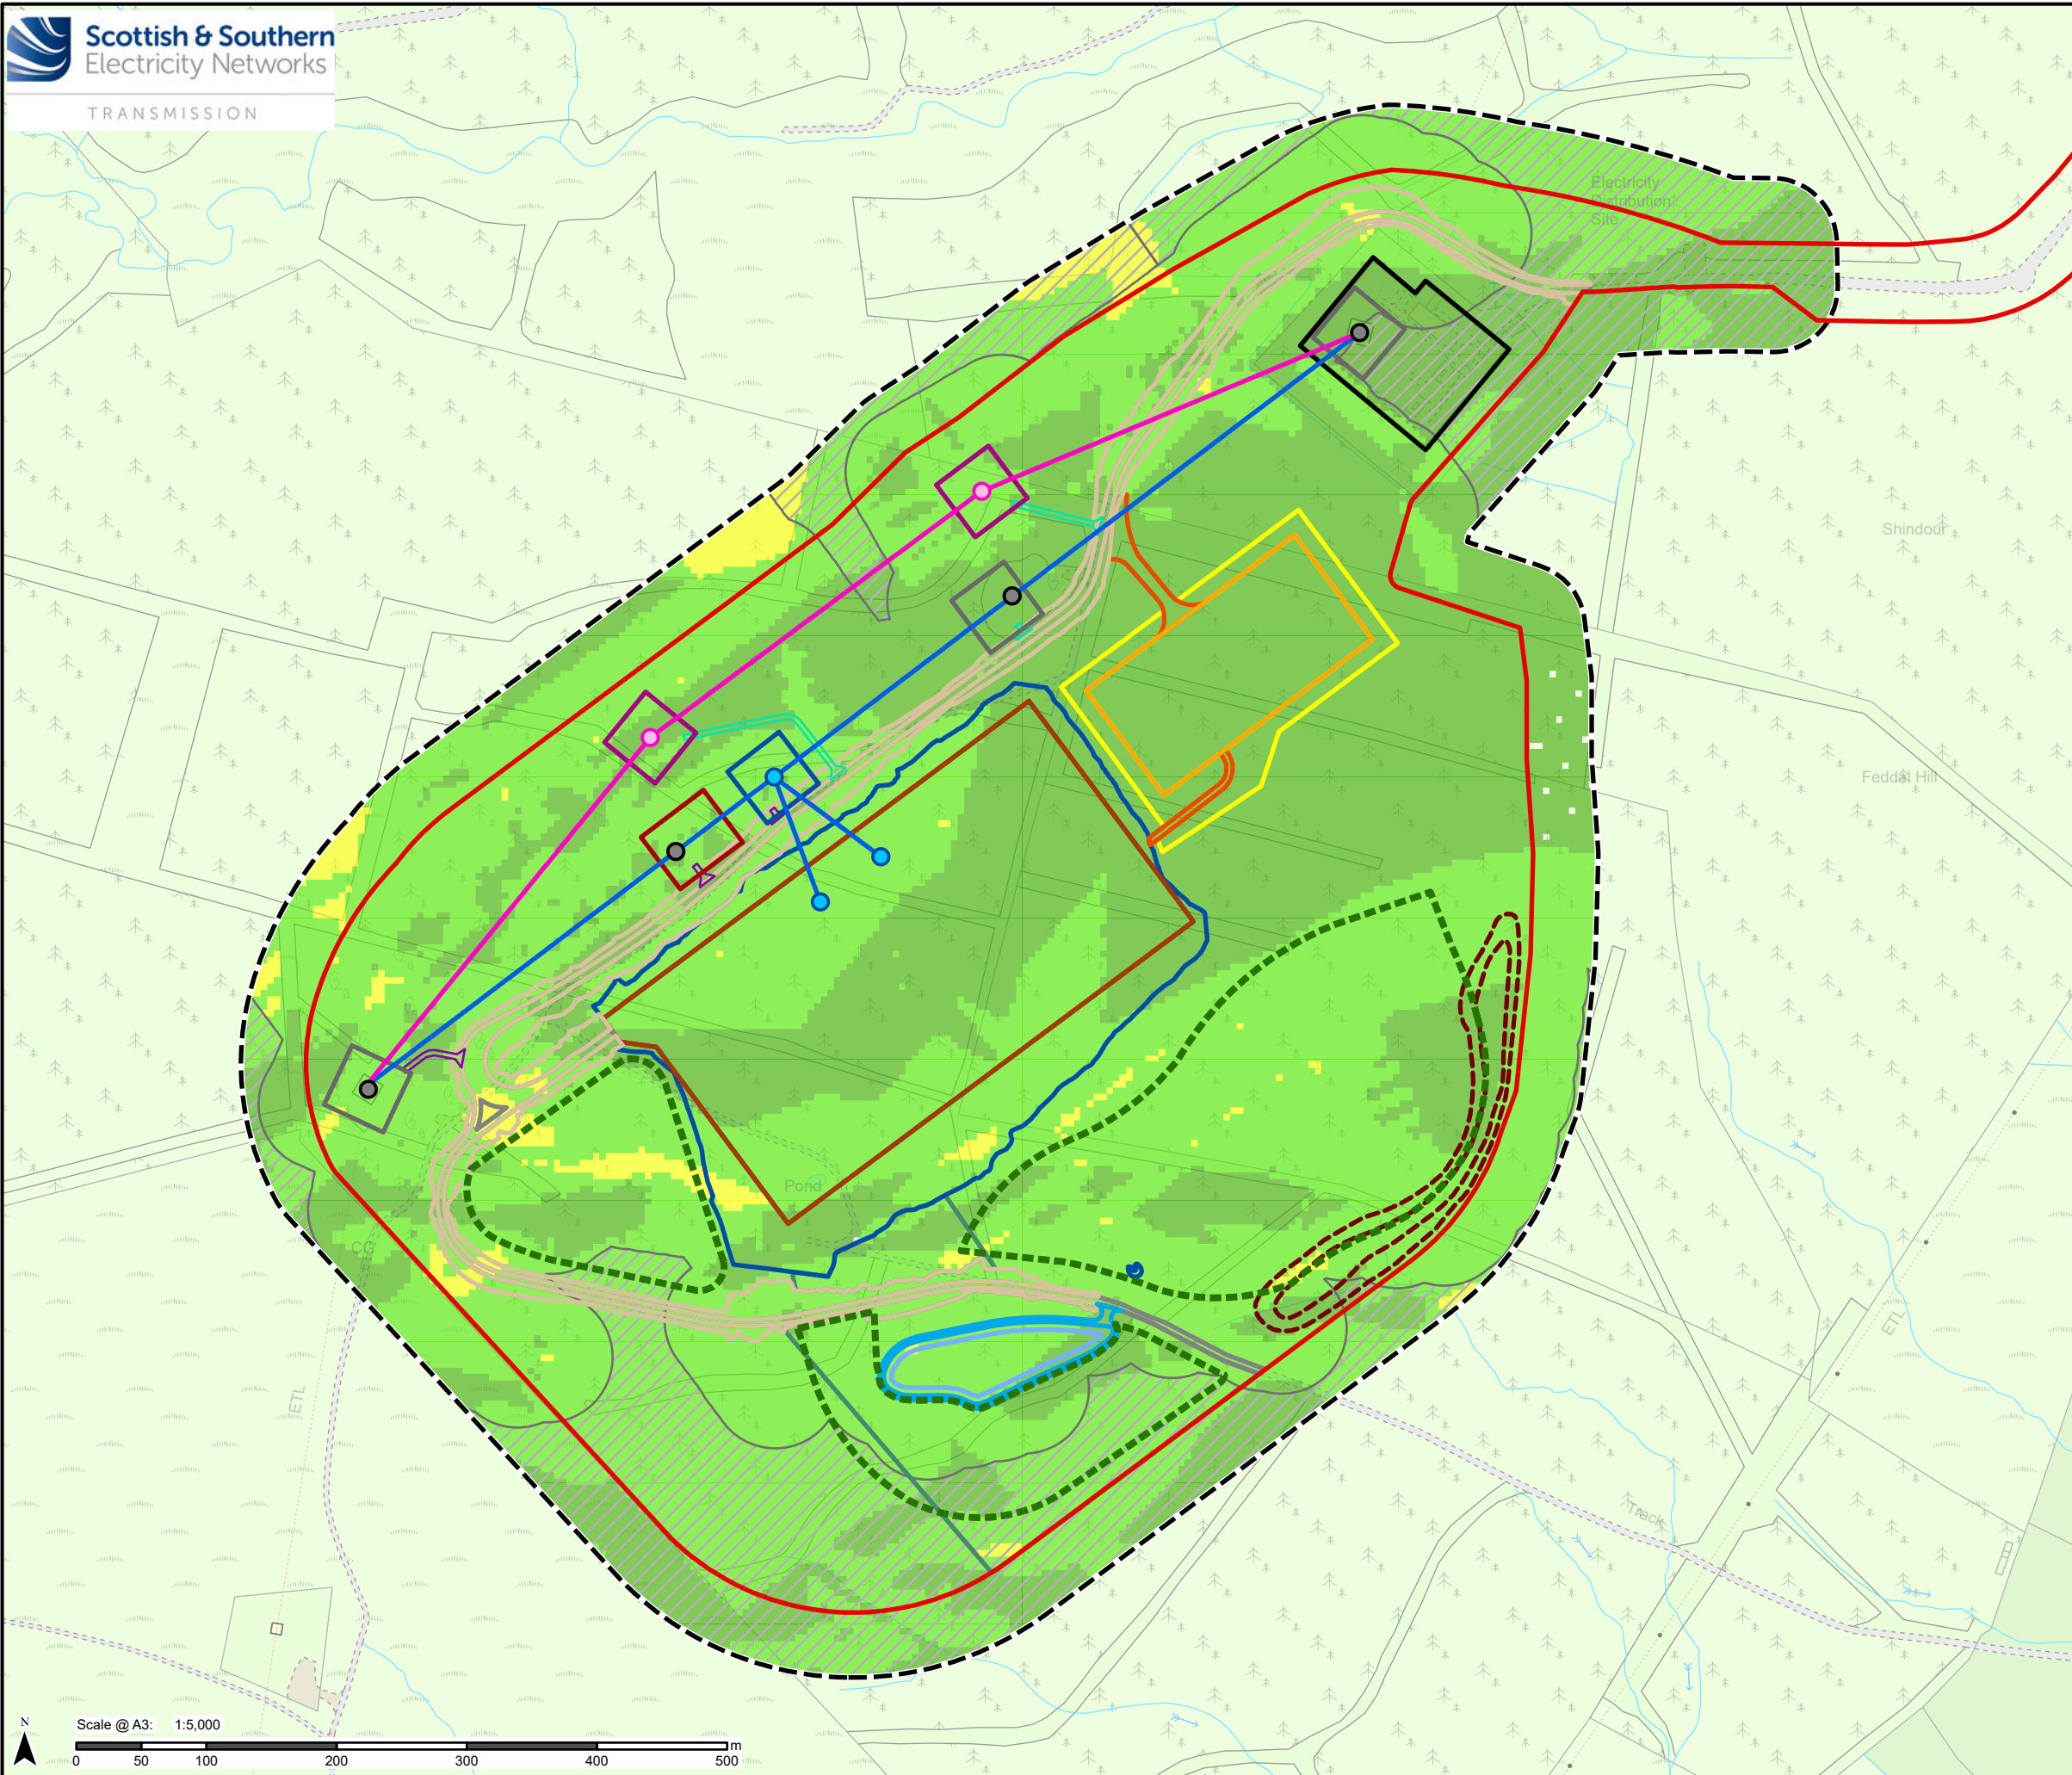 Scottish & Southern
Electricity Networks
TRANSMISSION
Electricity
Distribution
Site
Shindour
Feddal Hill
Pond
CG
ETL
ETL
Track
N
Scale @ A3: 1:5,000
0 50 100 200 300 400 500 m